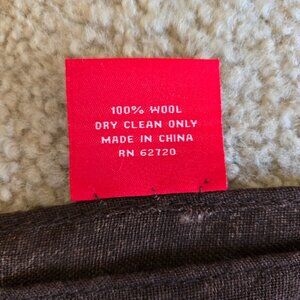 100% WOOL
DRY CLEAN ONLY
MADE IN CHINA
RN 62720